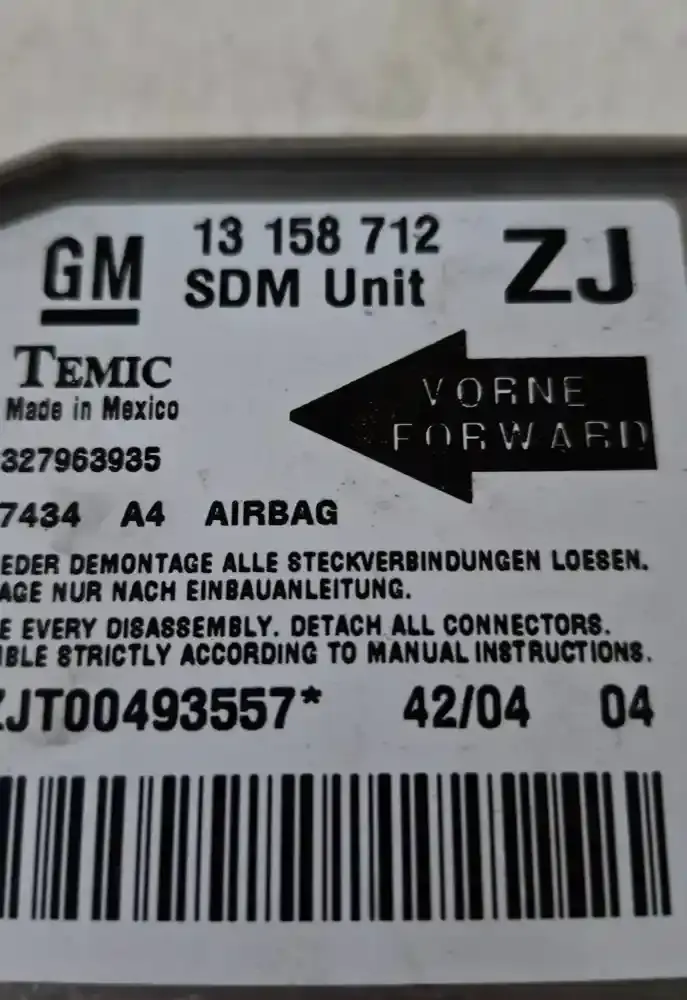 GM 13 158 712 ZJ
SDM Unit
TEMIC
Made in Mexico
VORNE
FORWARD
327963935
7434 A4 AIRBAG
EDER DEMONTAGE ALLE STECKVERBINDUNGEN LOESEN.
AGE NUR NACH EINBAUANLEITUNG.
E EVERY DISASSEMBLY. DETACH ALL CONNECTORS.
BLE STRICTLY ACCORDING TO MANUAL INSTRUCTIONS.
ZJT00493557* 42/04 04